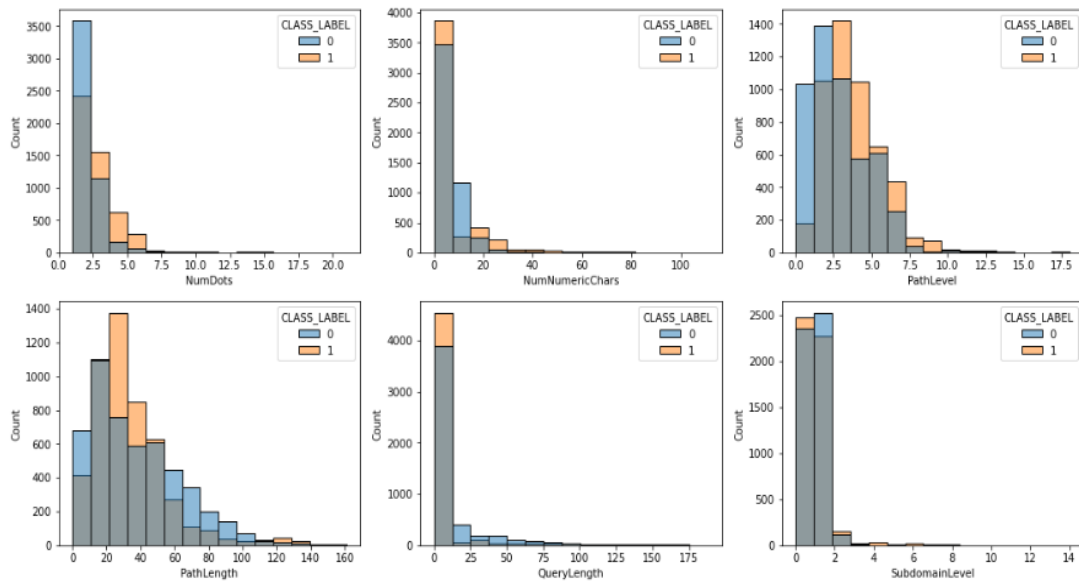 CLASS_LABEL
0
1
3500
3000
2500
2000
1500
1000
500
0
Count
0.0 2.5 5.0 7.5 10.0 12.5 15.0 17.5 20.0
NumDots
CLASS_LABEL
0
1
4000
3500
3000
2500
2000
1500
1000
500
0
Count
0 20 40 60 80 100
NumNumericChars
CLASS_LABEL
0
1
1400
1200
1000
800
600
400
200
0
Count
0.0 2.5 5.0 7.5 10.0 12.5 15.0 17.5
PathLevel
CLASS_LABEL
0
1
1400
1200
1000
800
600
400
200
0
Count
0 20 40 60 80 100 120 140 160
PathLength
CLASS_LABEL
0
1
4000
3000
2000
1000
0
Count
0 25 50 75 100 125 150 175
QueryLength
CLASS_LABEL
0
1
2500
2000
1500
1000
500
0
Count
0 2 4 6 8 10 12 14
SubdomainLevel